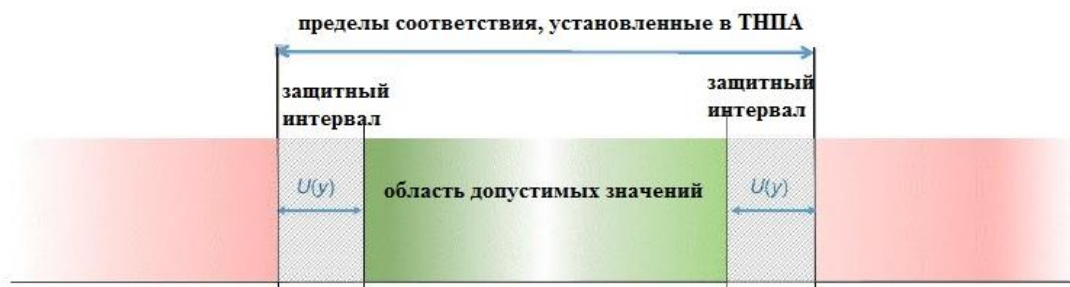 пределы соответствия, установленные в ТНПА
защитный
интервал
защитный
интервал
U(y)
область допустимых значений
U(y)